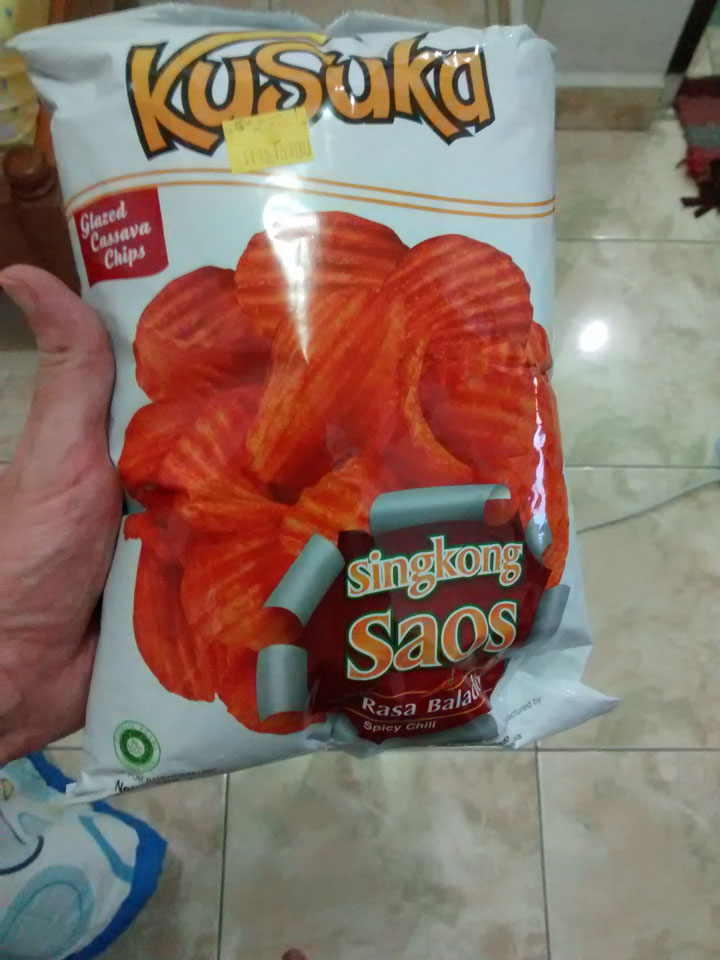 KuSuka
Glazed
Cassava
Chips
singkong
saos
Rasa Balado
Spicy Chili